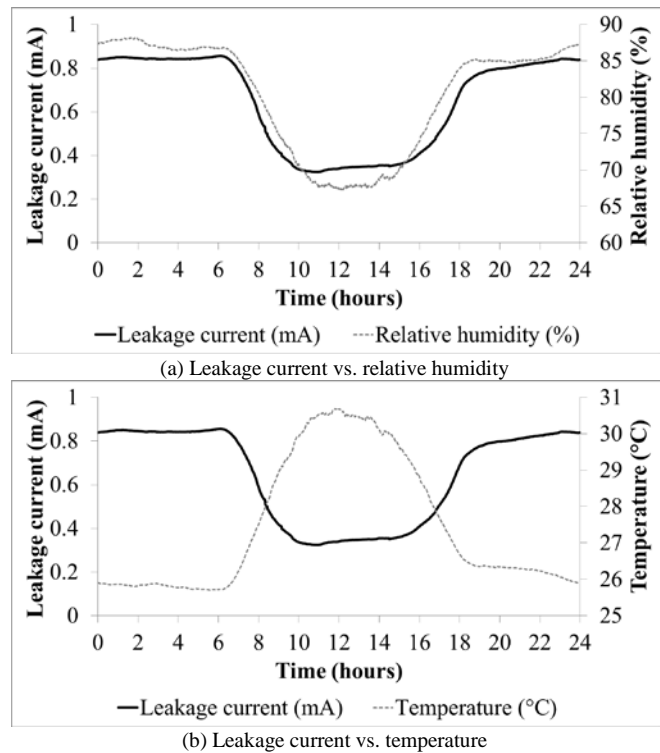 1
0.8
0.6
0.4
0.2
0
Leakage current (mA)
90
85
80
75
70
65
60
Relative humidity (%)
0 2 4 6 8 10 12 14 16 18 20 22 24
Time (hours)
Leakage current (mA) Relative humidity (%)
(a) Leakage current vs. relative humidity
1
0.8
0.6
0.4
0.2
0
Leakage current (mA)
31
30
29
28
27
26
25
Temperature (°C)
0 2 4 6 8 10 12 14 16 18 20 22 24
Time (hours)
Leakage current (mA) Temperature (°C)
(b) Leakage current vs. temperature